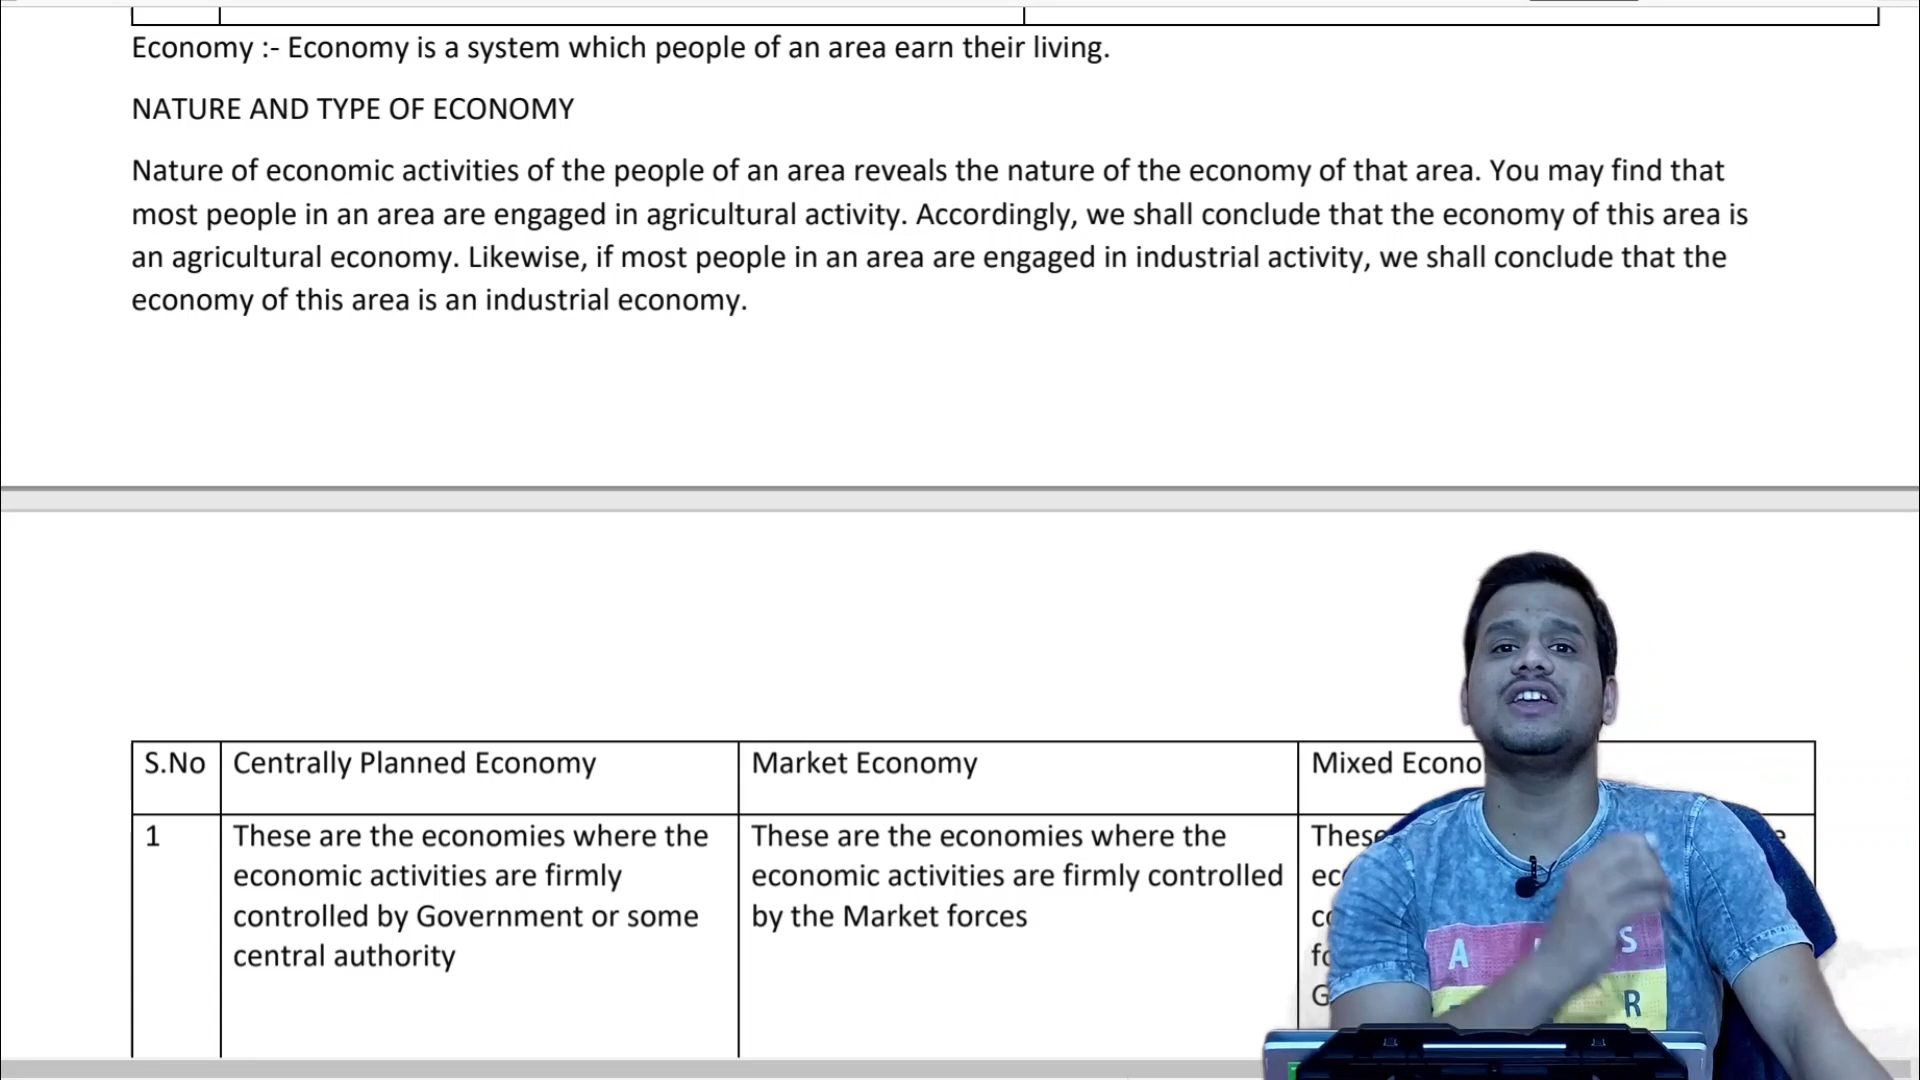 Economy :- Economy is a system which people of an area earn their living.
NATURE AND TYPE OF ECONOMY
Nature of economic activities of the people of an area reveals the nature of the economy of that area. You may find that
most people in an area are engaged in agricultural activity. Accordingly, we shall conclude that the economy of this area is
an agricultural economy. Likewise, if most people in an area are engaged in industrial activity, we shall conclude that the
economy of this area is an industrial economy.
S.No
Centrally Planned Economy
Market Economy
Mixed
1
These are the economies where the
economic activities are firmly
controlled by Government or some
central authority
These are the economies where the
economic activities are firmly controlled
by the Market forces